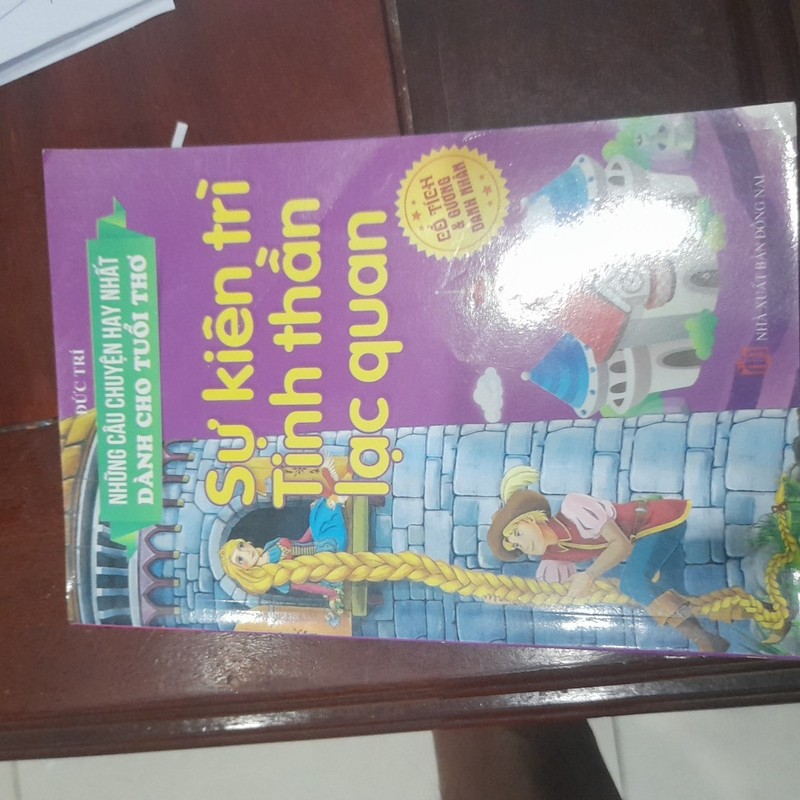 ĐỨC TRÍ
NHỮNG CÂU CHUYỆN HAY NHẤT
DÀNH CHO TUỔI THƠ
Sự kiên trì
Tinh thần
lạc quan
CỔ TÍCH
& GƯƠNG
DANH NHÂN
NHÀ XUẤT BẢN ĐỒNG NAI